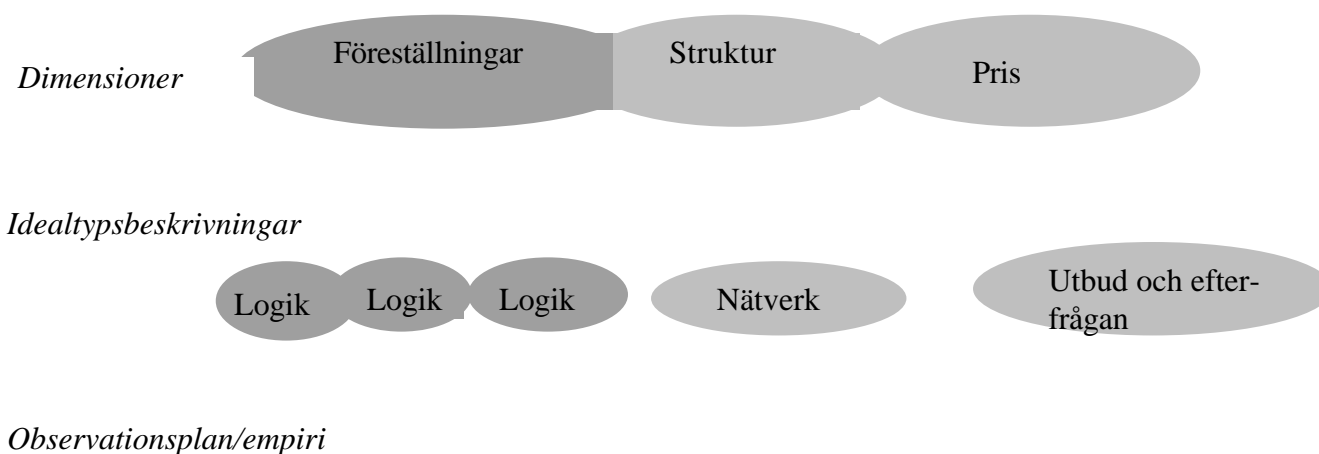 Dimensioner
Föreställningar
Struktur
Pris
Idealtypsbeskrivningar
Logik
Logik
Logik
Nätverk
Utbud och efter-
frågan
Observationsplan/empiri